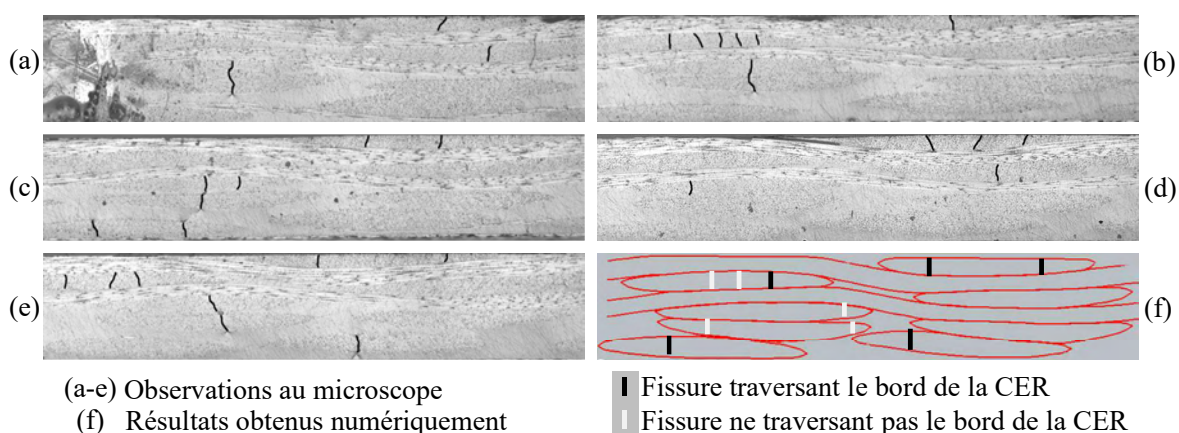 (a)
(b)
(c)
(d)
(e)
(f)
(a-e) Observations au microscope
Fissure traversant le bord de la CER
(f) Résultats obtenus numériquement
Fissure ne traversant pas le bord de la CER